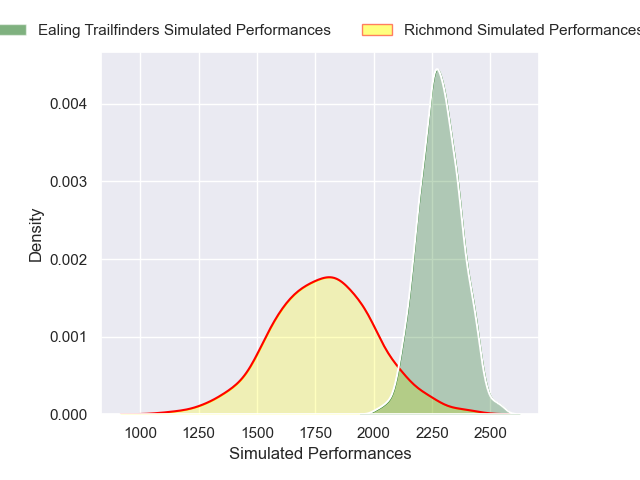 Ealing Trailfinders Simulated Performances
Richmond Simulated Performances
0.004
0.003
0.002
0.001
0.000
Density
1000 1250 1500 1750 2000 2250 2500
Simulated Performances